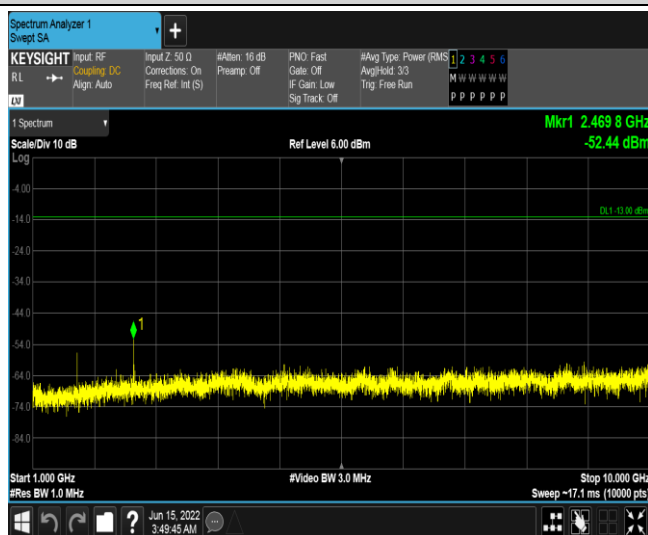 Spectrum Analyzer 1
Swept SA
+
KEYSIGHT
RL
LXI
Input: RF
Coupling: DC
Align: Auto
Input Z: 50 Ω
Corrections: On
Freq Ref: Int (S)
#Atten: 16 dB
Preamp: Off
PNO: Fast
Gate: Off
IF Gain: Low
Sig Track: Off
#Avg Type: Power (RMS
Avg|Hold: 3/3
Trig: Free Run
1 2 3 4 5 6
M W W W W W
P P P P P P
1 Spectrum
Mkr1 2.469 8 GHz
Scale/Div 10 dB
Ref Level 6.00 dBm
-52.44 dBm
Log
-4.00
DL1 -13.00 dBm
-14.0
-24.0
-34.0
1
-44.0
-54.0
-64.0
-74.0
-84.0
Start 1.000 GHz
#Video BW 3.0 MHz
Stop 10.000 GHz
#Res BW 1.0 MHz
Sweep ~17.1 ms (10000 pts)
?
Jun 15, 2022
3:49:45 AM